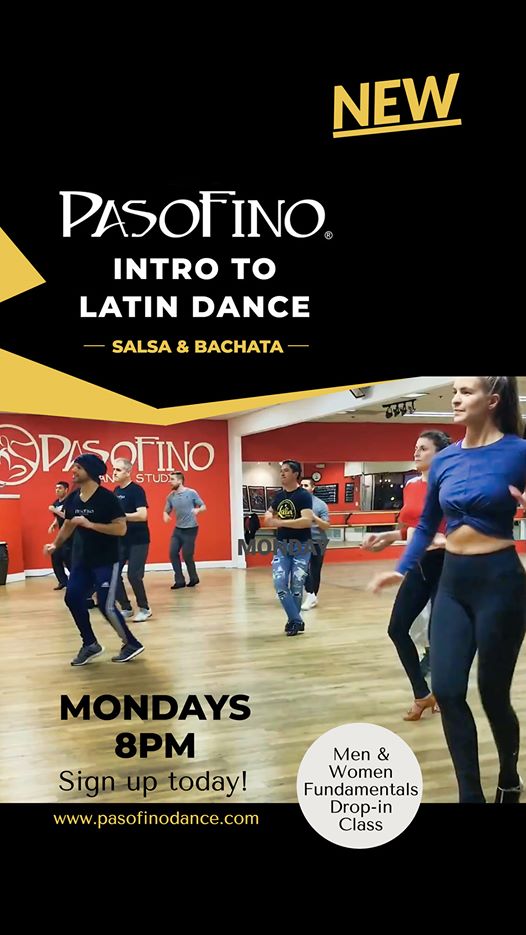 NEW
PASOFINO®
INTRO TO
LATIN DANCE
SALSA & BACHATA
PASOFINO
MONDAY
MONDAYS
8PM
Sign up today!
www.pasofinodance.com
Men &
Women
Fundamentals
Drop-in
Class